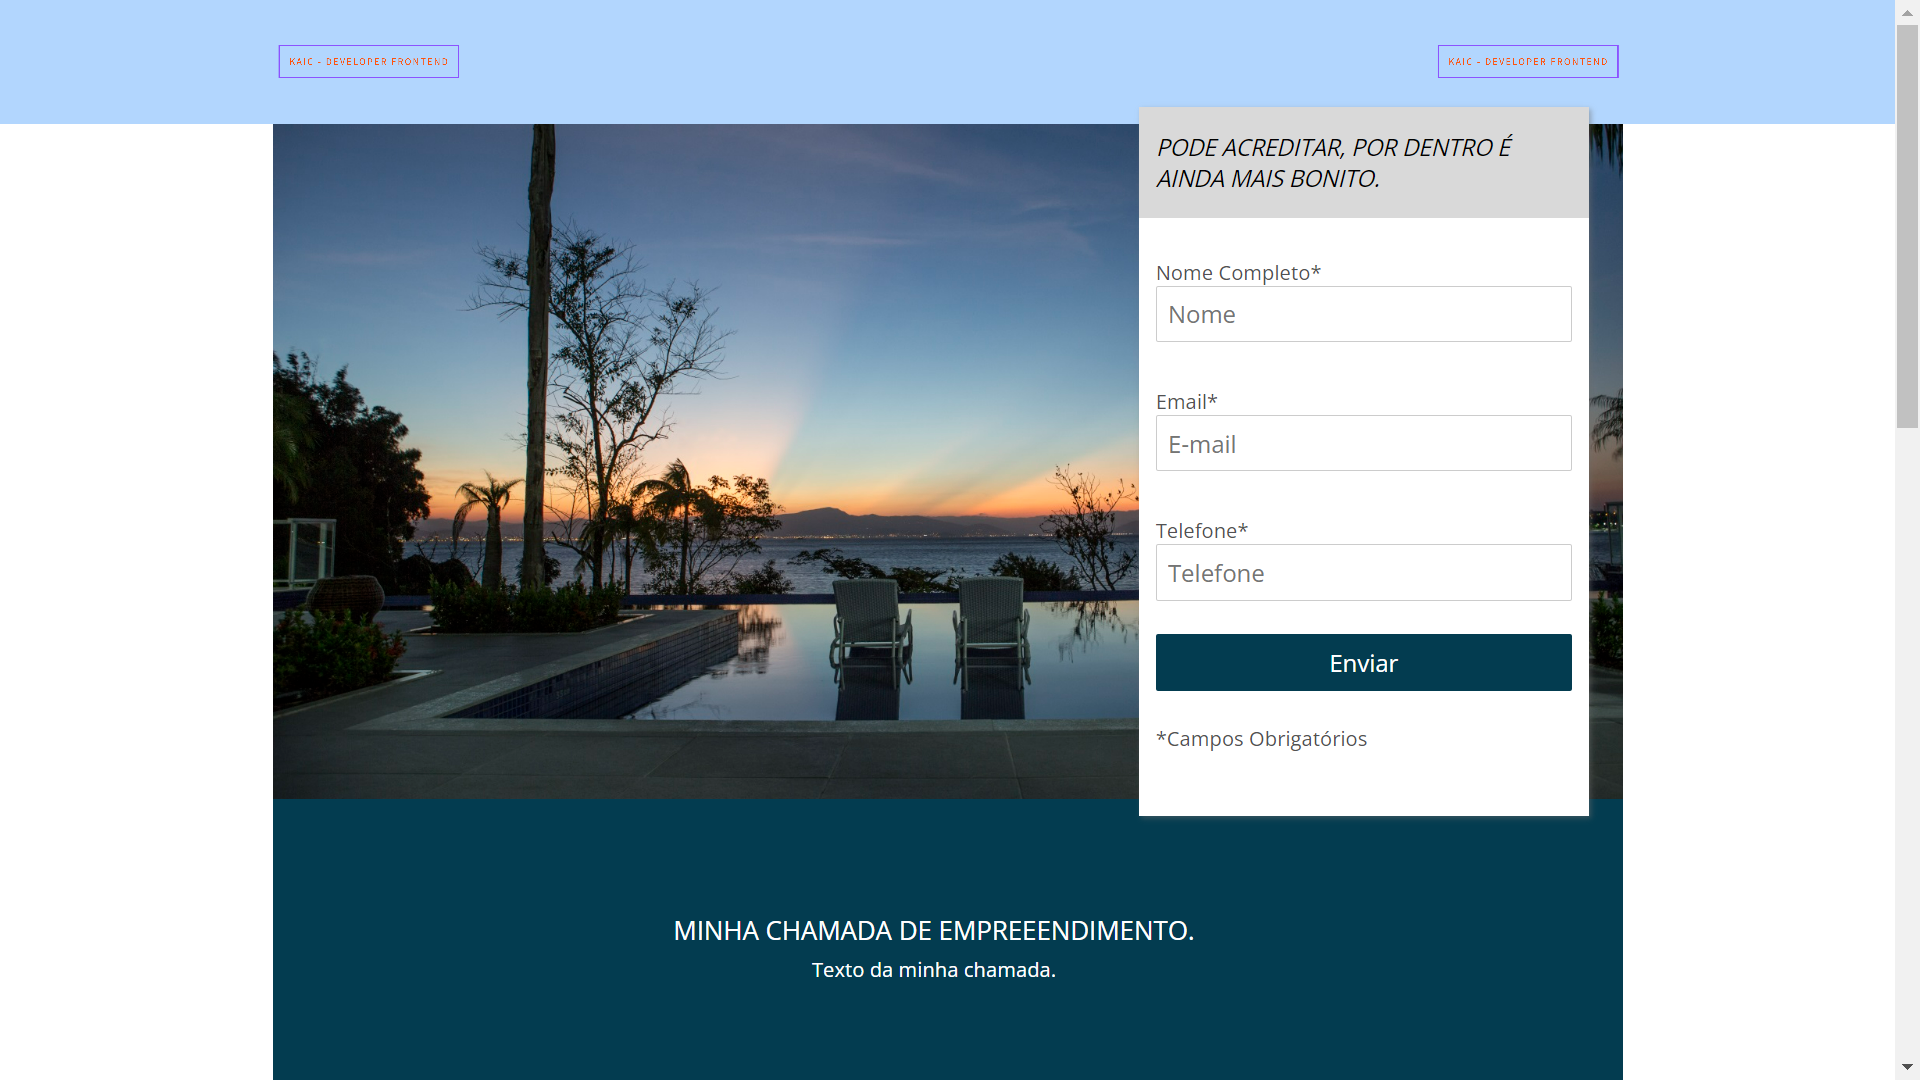 KAIC - DEVELOPER FRONTEND
KAIC - DEVELOPER FRONTEND
PODE ACREDITAR, POR DENTRO É
AINDA MAIS BONITO.
Nome Completo*
Nome
Email*
E-mail
Telefone*
Telefone
Enviar
*Campos Obrigatórios
MINHA CHAMADA DE EMPREEENDIMENTO.
Texto da minha chamada.